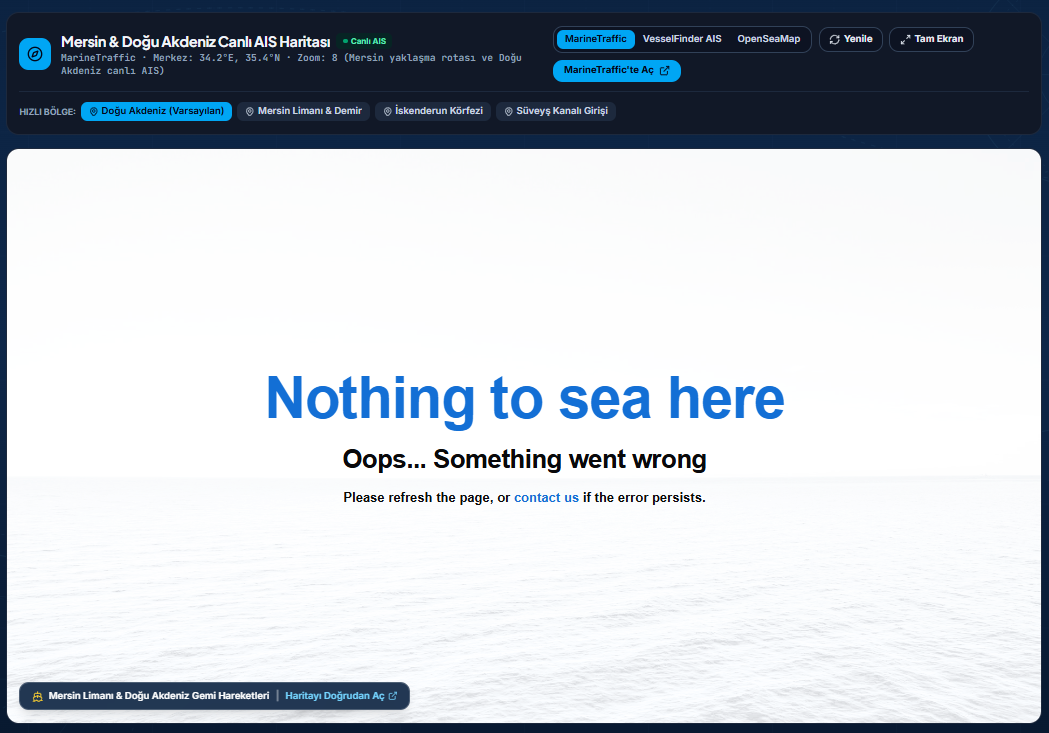 Mersin & Doğu Akdeniz Canlı AIS Haritası
Canlı AIS
MarineTraffic · Merkez: 34.2°E, 35.4°N · Zoom: 8 (Mersin yaklaşma rotası ve Doğu
Akdeniz canlı AIS)
MarineTraffic
VesselFinder AIS
OpenSeaMap
Yenile
Tam Ekran
MarineTraffic'te Aç
HIZLI BÖLGE:
Doğu Akdeniz (Varsayılan)
Mersin Limanı & Demir
İskenderun Körfezi
Süveyş Kanalı Girişi
Nothing to sea here
Oops... Something went wrong
Please refresh the page, or contact us if the error persists.
Mersin Limanı & Doğu Akdeniz Gemi Hareketleri | Haritayı Doğrudan Aç